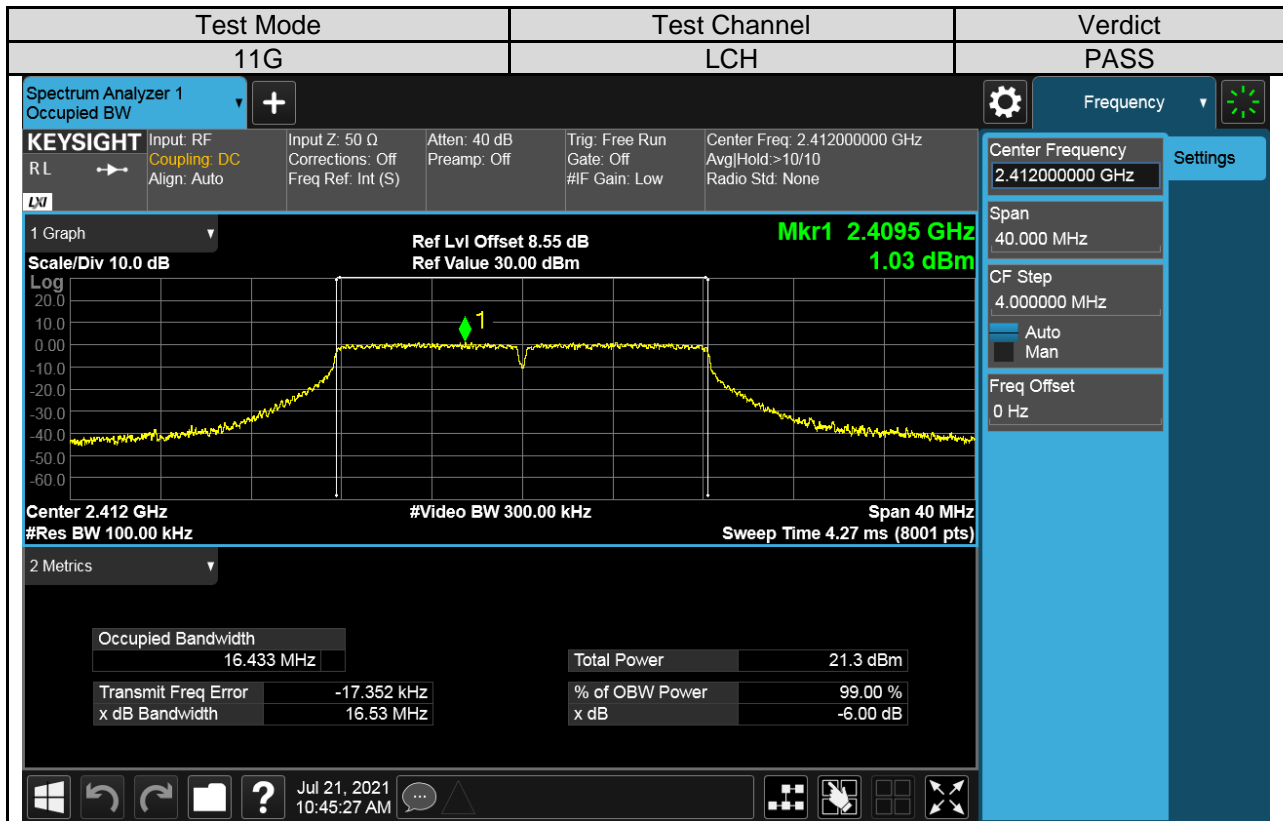 Test Mode Test Channel Verdict
11G LCH PASS
Spectrum Analyzer 1
Occupied BW
+
Frequency
KEYSIGHT Input: RF Input Z: 50 Ω Atten: 40 dB Trig: Free Run Center Freq: 2.412000000 GHz
RL Coupling: DC Corrections: Off Preamp: Off Gate: Off Avg|Hold:>10/10
Align: Auto Freq Ref: Int (S) #IF Gain: Low Radio Std: None
LXI
Center Frequency
2.412000000 GHz
Settings
Span
40.000 MHz
CF Step
4.000000 MHz
Auto
Man
Freq Offset
0 Hz
1 Graph Ref Lvl Offset 8.55 dB Mkr1 2.4095 GHz
Scale/Div 10.0 dB Ref Value 30.00 dBm 1.03 dBm
Log
20.0
10.0
0.00
-10.0
-20.0
-30.0
-40.0
-50.0
-60.0
1
Center 2.412 GHz #Video BW 300.00 kHz Span 40 MHz
#Res BW 100.00 kHz Sweep Time 4.27 ms (8001 pts)
2 Metrics
Occupied Bandwidth
16.433 MHz Total Power 21.3 dBm
Transmit Freq Error -17.352 kHz % of OBW Power 99.00 %
x dB Bandwidth 16.53 MHz x dB -6.00 dB
? Jul 21, 2021
10:45:27 AM